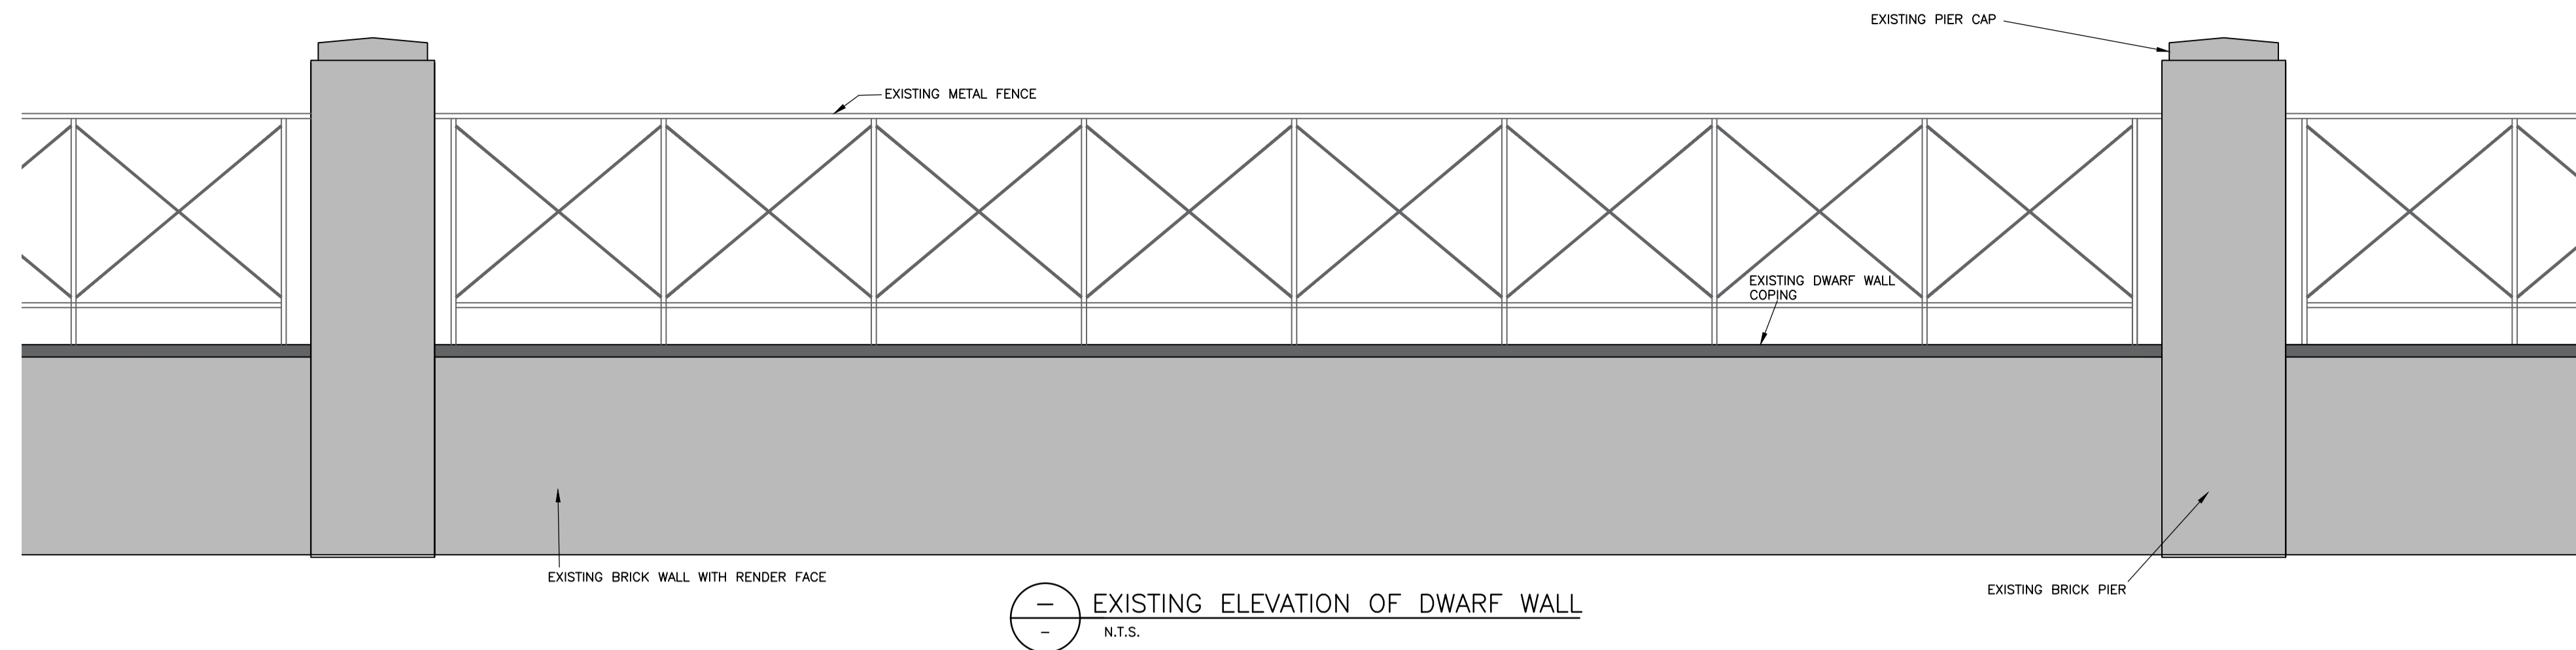 EXISTING PIER CAP
EXISTING METAL FENCE
EXISTING DWARF WALL
COPING
EXISTING BRICK WALL WITH RENDER FACE
EXISTING BRICK PIER
EXISTING ELEVATION OF DWARF WALL
N.T.S.